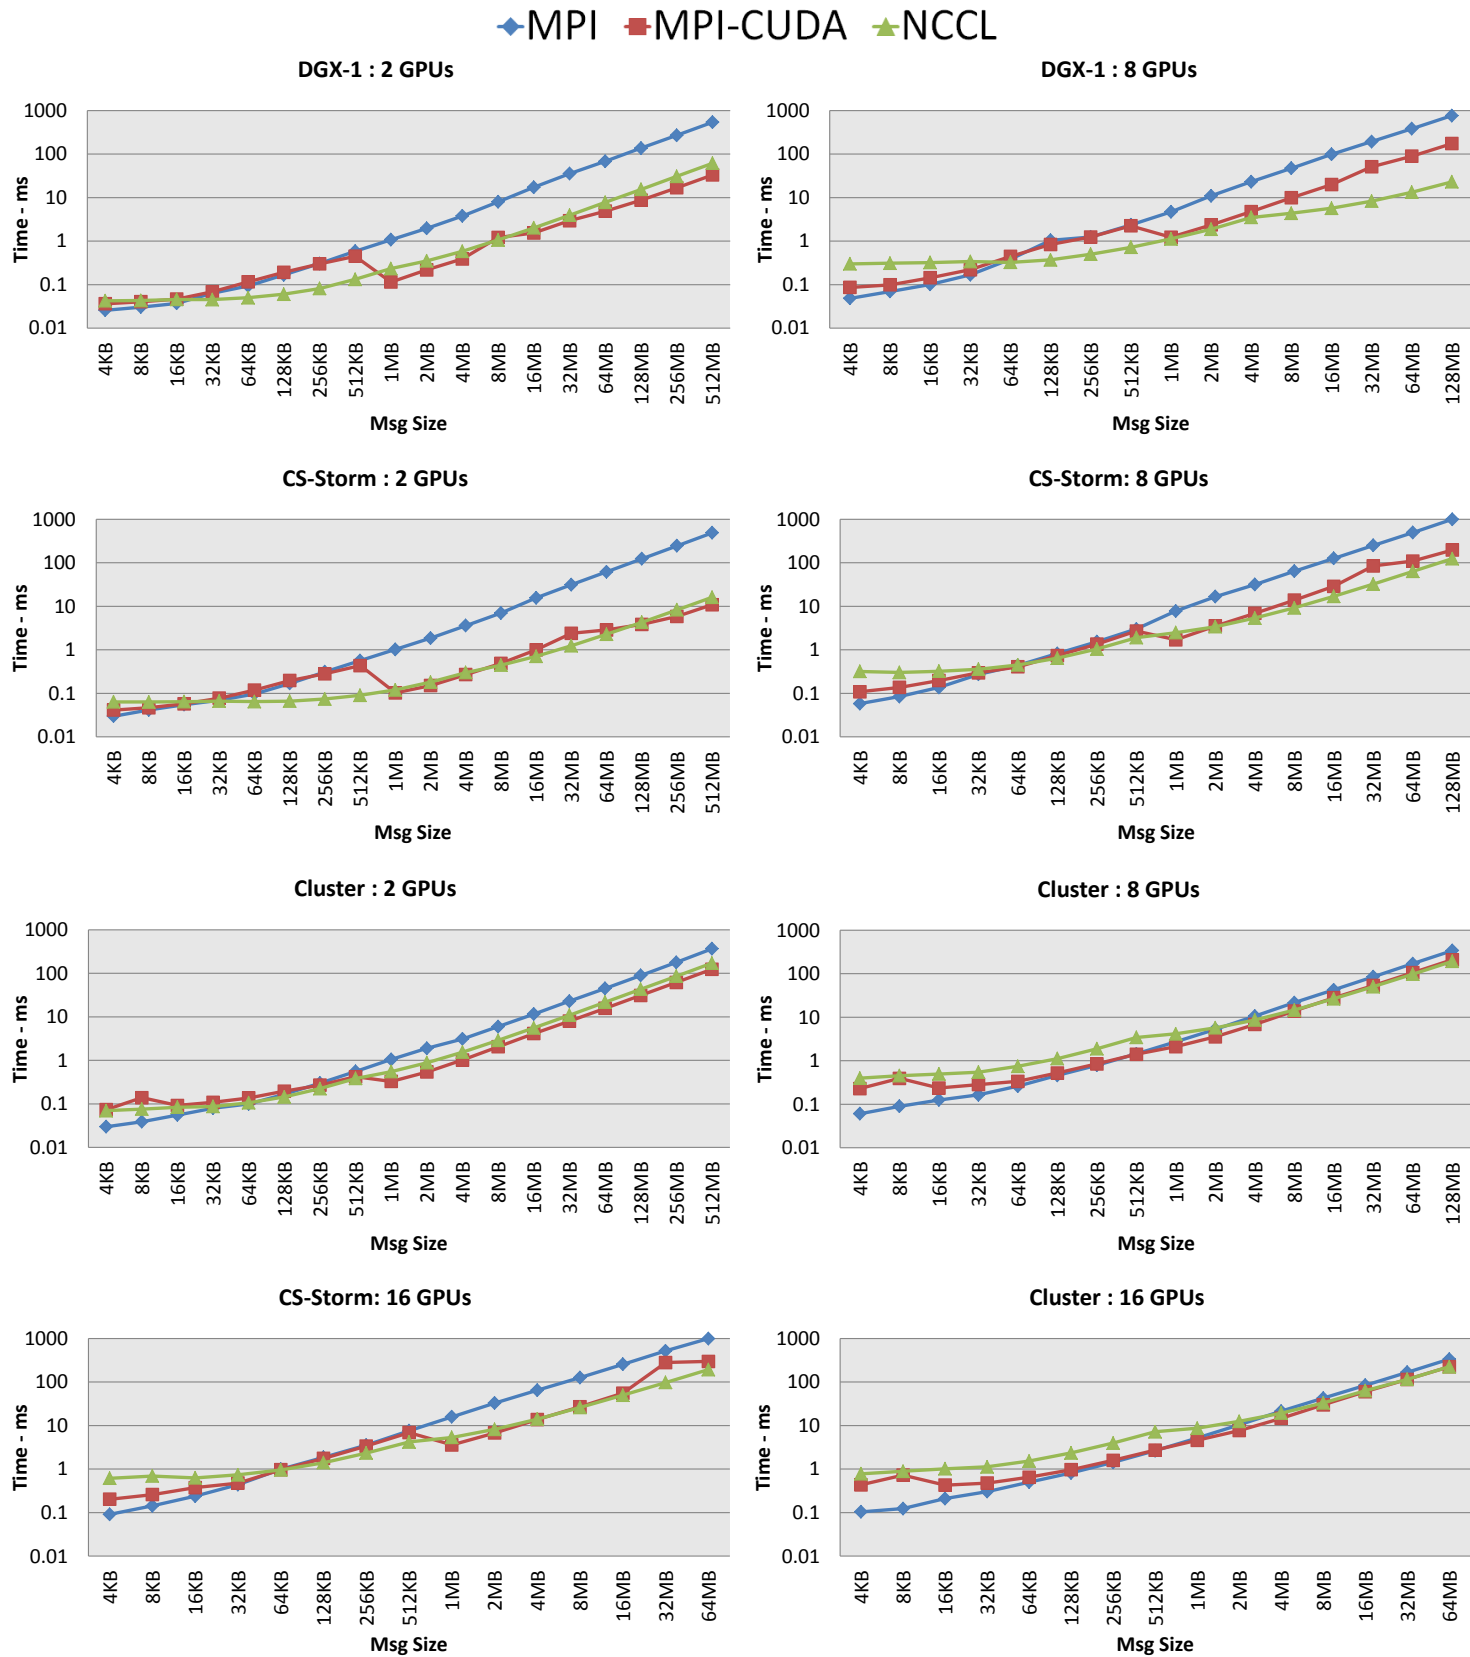 MPI MPI-CUDA NCCL
DGX-1 : 2 GPUs
Time - ms
1000
100
10
1
0.1
0.01
4KB 8KB 16KB 32KB 64KB 128KB 256KB 512KB 1MB 2MB 4MB 8MB 16MB 32MB 64MB 128MB 256MB 512MB
Msg Size
DGX-1 : 8 GPUs
Time - ms
1000
100
10
1
0.1
0.01
4KB 8KB 16KB 32KB 64KB 128KB 256KB 512KB 1MB 2MB 4MB 8MB 16MB 32MB 64MB 128MB
Msg Size
CS-Storm : 2 GPUs
Time - ms
1000
100
10
1
0.1
0.01
4KB 8KB 16KB 32KB 64KB 128KB 256KB 512KB 1MB 2MB 4MB 8MB 16MB 32MB 64MB 128MB 256MB 512MB
Msg Size
CS-Storm: 8 GPUs
Time - ms
1000
100
10
1
0.1
0.01
4KB 8KB 16KB 32KB 64KB 128KB 256KB 512KB 1MB 2MB 4MB 8MB 16MB 32MB 64MB 128MB
Msg Size
Cluster : 2 GPUs
Time - ms
1000
100
10
1
0.1
0.01
4KB 8KB 16KB 32KB 64KB 128KB 256KB 512KB 1MB 2MB 4MB 8MB 16MB 32MB 64MB 128MB 256MB 512MB
Msg Size
Cluster : 8 GPUs
Time - ms
1000
100
10
1
0.1
0.01
4KB 8KB 16KB 32KB 64KB 128KB 256KB 512KB 1MB 2MB 4MB 8MB 16MB 32MB 64MB 128MB
Msg Size
CS-Storm: 16 GPUs
Time - ms
1000
100
10
1
0.1
0.01
4KB 8KB 16KB 32KB 64KB 128KB 256KB 512KB 1MB 2MB 4MB 8MB 16MB 32MB 64MB
Msg Size
Cluster : 16 GPUs
Time - ms
1000
100
10
1
0.1
0.01
4KB 8KB 16KB 32KB 64KB 128KB 256KB 512KB 1MB 2MB 4MB 8MB 16MB 32MB 64MB
Msg Size